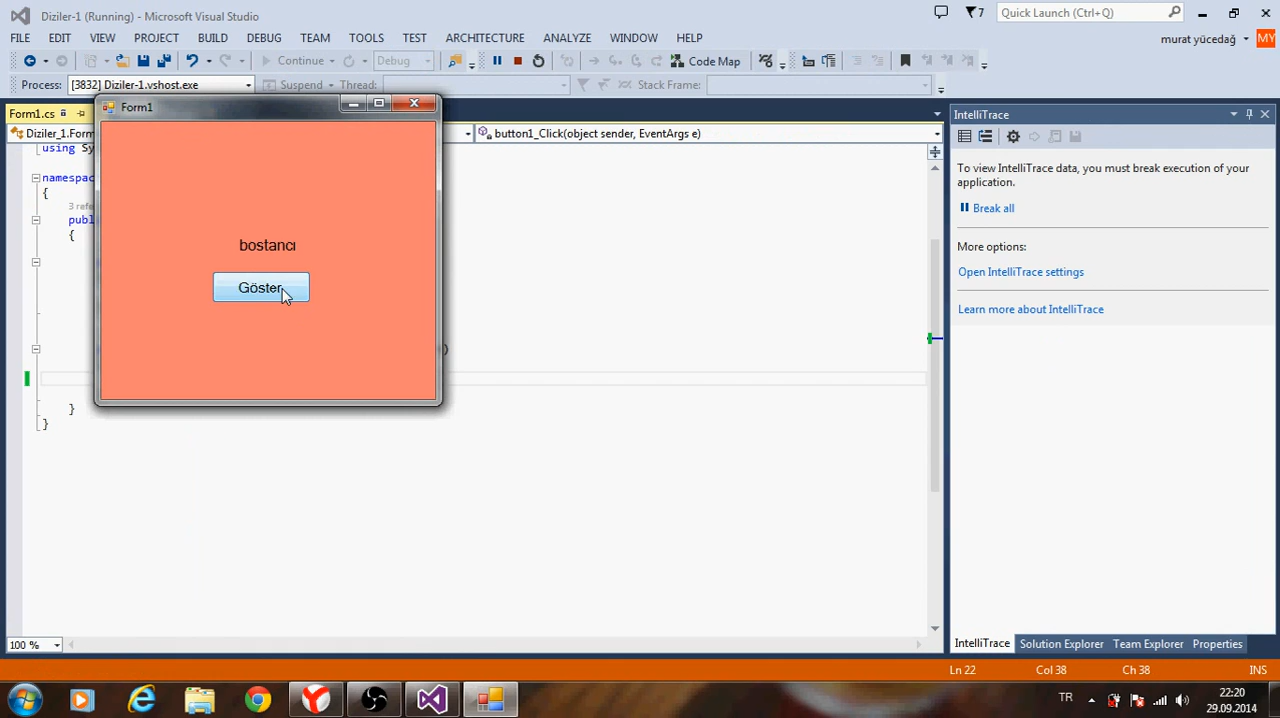 Diziler-1 (Running) - Microsoft Visual Studio
7
Quick Launch (Ctrl+Q)
FILE EDIT VIEW PROJECT BUILD DEBUG TEAM TOOLS TEST ARCHITECTURE ANALYZE WINDOW HELP
murat yücedağ
MY
Continue
Debug
Code Map
Process: [3832] Diziler-1.vshost.exe
Suspend
Thread:
Stack Frame:
Form1.cs
Form1
IntelliTrace
Diziler_1.Form
button1_Click(object sender, EventArgs e)
using Sy
namespac
{
3 refe
publ
{
)
}
}
bostancı
Göster
To view IntelliTrace data, you must break execution of your
application.
Break all
More options:
Open IntelliTrace settings
Learn more about IntelliTrace
100 %
IntelliTrace Solution Explorer Team Explorer Properties
Ln 22 Col 38 Ch 38 INS
TR
22:20
29.09.2014